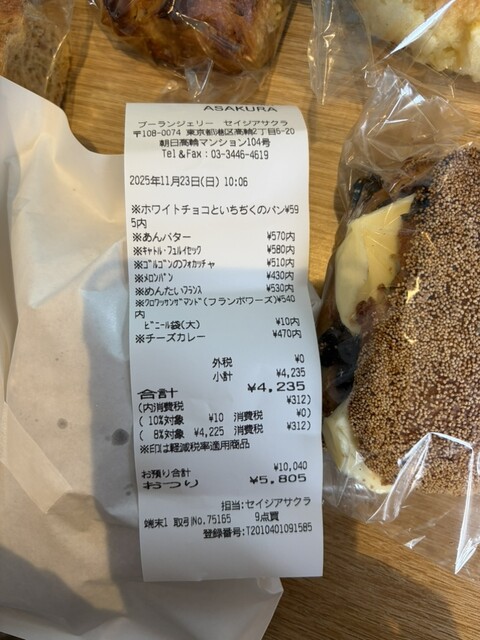 ASAKURA
ブーランジェリー セイジアサクラ
〒108-0074 東京都港区高輪2丁目6-20
朝日高輪マンション104号
Tel&Fax:03-3446-4619
2025年11月23日(日) 10:06
※ホワイトチョコといちぢくのパン¥59
5内
※あんバター ¥570内
※キャトル・フェルイセック ¥580内
※ゴルゴンのフォカッチャ ¥510内
※メロンパン ¥430内
※めんたいフランス ¥530内
※クロワッサンザマンド(フランボワーズ)¥540
内
ビニール袋(大) ¥10内
※チーズカレー ¥470内
外税 ¥0
小計 ¥4,235
合計 ¥4,235
(内消費税 ¥312)
( 10%対象 ¥10 消費税 ¥0)
( 8%対象 ¥4,225 消費税 ¥312)
※印は軽減税率適用商品
お預り合計 ¥10,040
おつり ¥5,805
担当:セイジアサクラ
端末1 取引No.75165 9点買
登録番号:T2010401091585